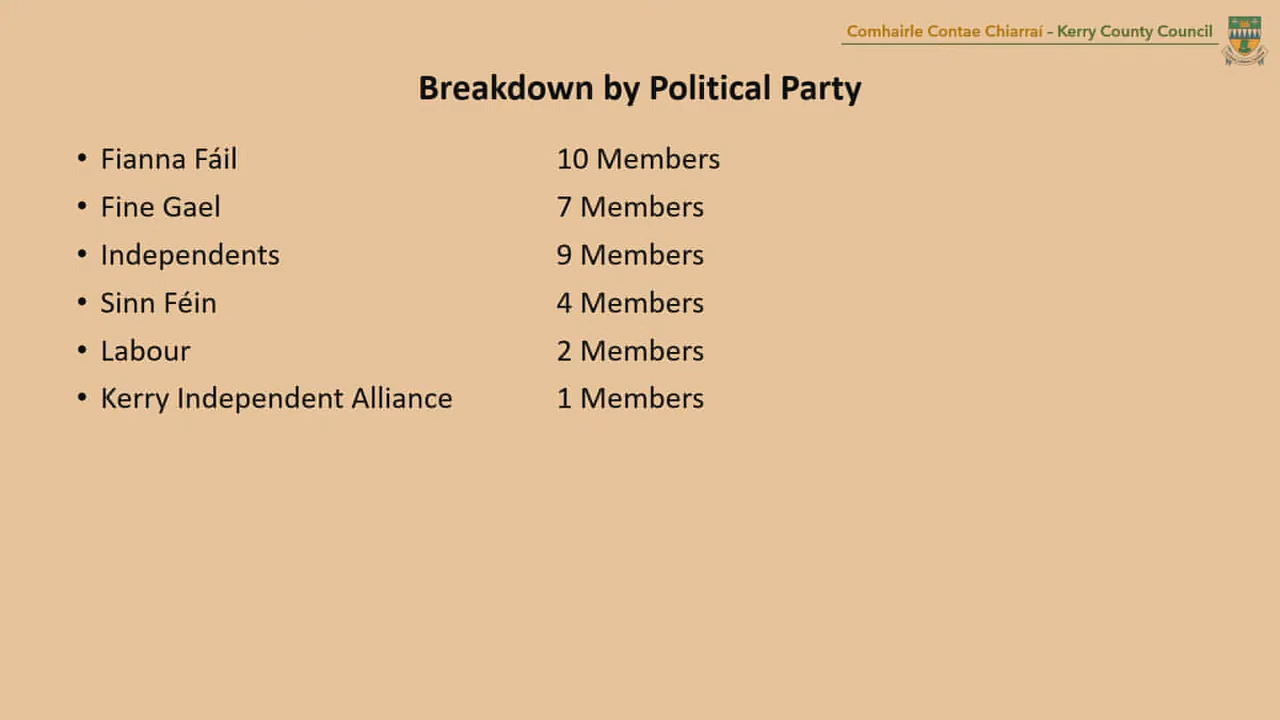 Comhairle Contae Chiarraí - Kerry County Council
Breakdown by Political Party
• Fianna Fáil 10 Members
• Fine Gael 7 Members
• Independents 9 Members
• Sinn Féin 4 Members
• Labour 2 Members
• Kerry Independent Alliance 1 Members